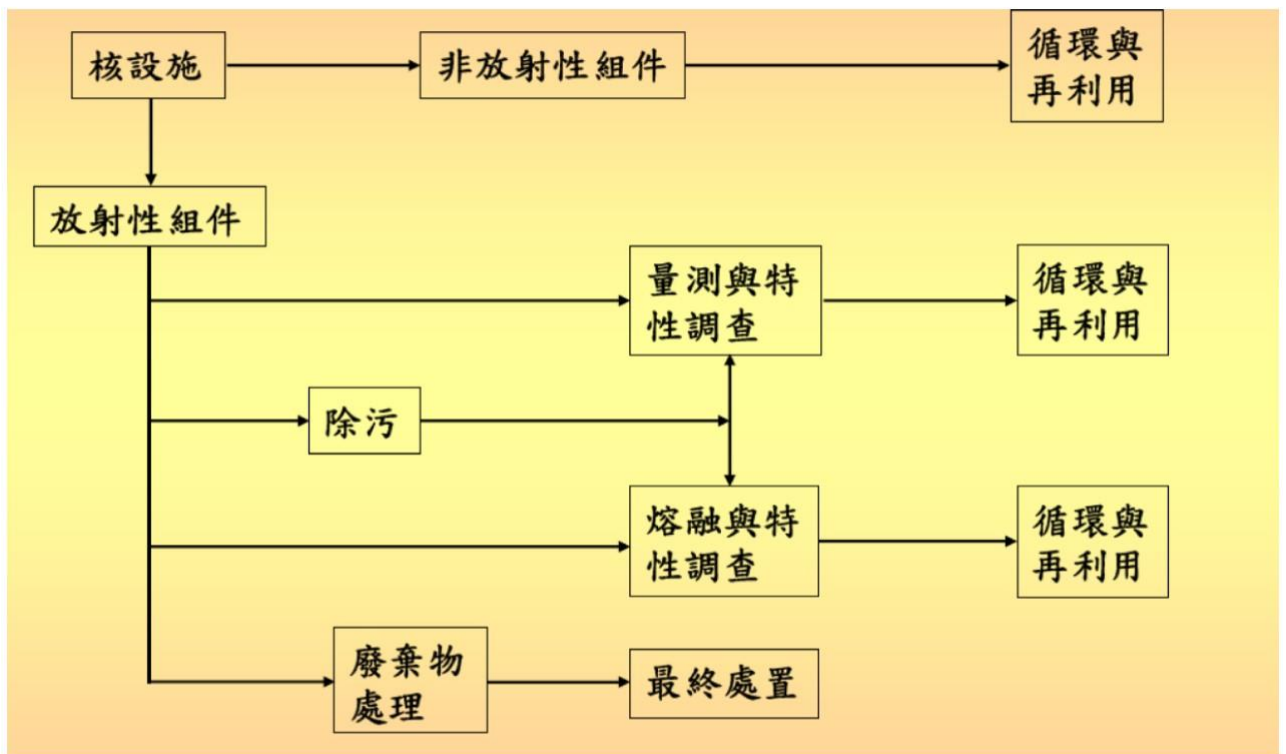 核設施
非放射性組件
循環與
再利用
放射性組件
量測與特
性調查
循環與
再利用
除污
熔融與特
性調查
循環與
再利用
廢棄物
處理
最終處置